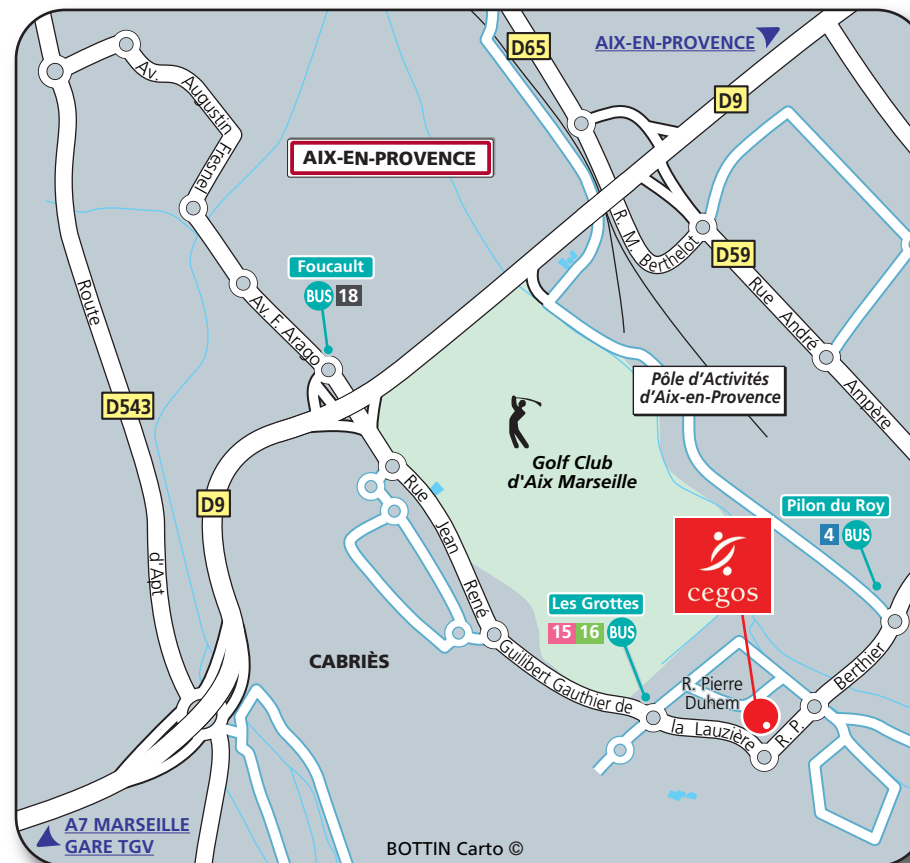 D65
AIX-EN-PROVENCE
D9
Av. Augustin Fresnel
AIX-EN-PROVENCE
R. M. Berthelot
D59
Foucault
BUS 18
Route
d'Apt
Av. F. Arago
Rue André
Ampère
Pôle d'Activités
d'Aix-en-Provence
D543
Golf Club
d'Aix Marseille
D9
Rue Jean René
Guilibert Gauthier de
la Lauzière
Pilon du Roy
4 BUS
cegos
Les Grottes
15 16 BUS
CABRIÈS
R. Pierre
Duhem
R. P. Berthier
A7 MARSEILLE
GARE TGV
BOTTIN Carto ©